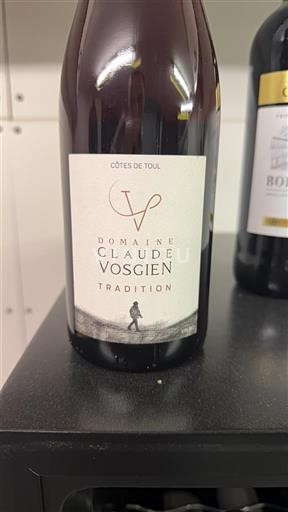 CÔTES DE TOUL
DOMAINE
CLAUDE
VOSGIEN
TRADITION